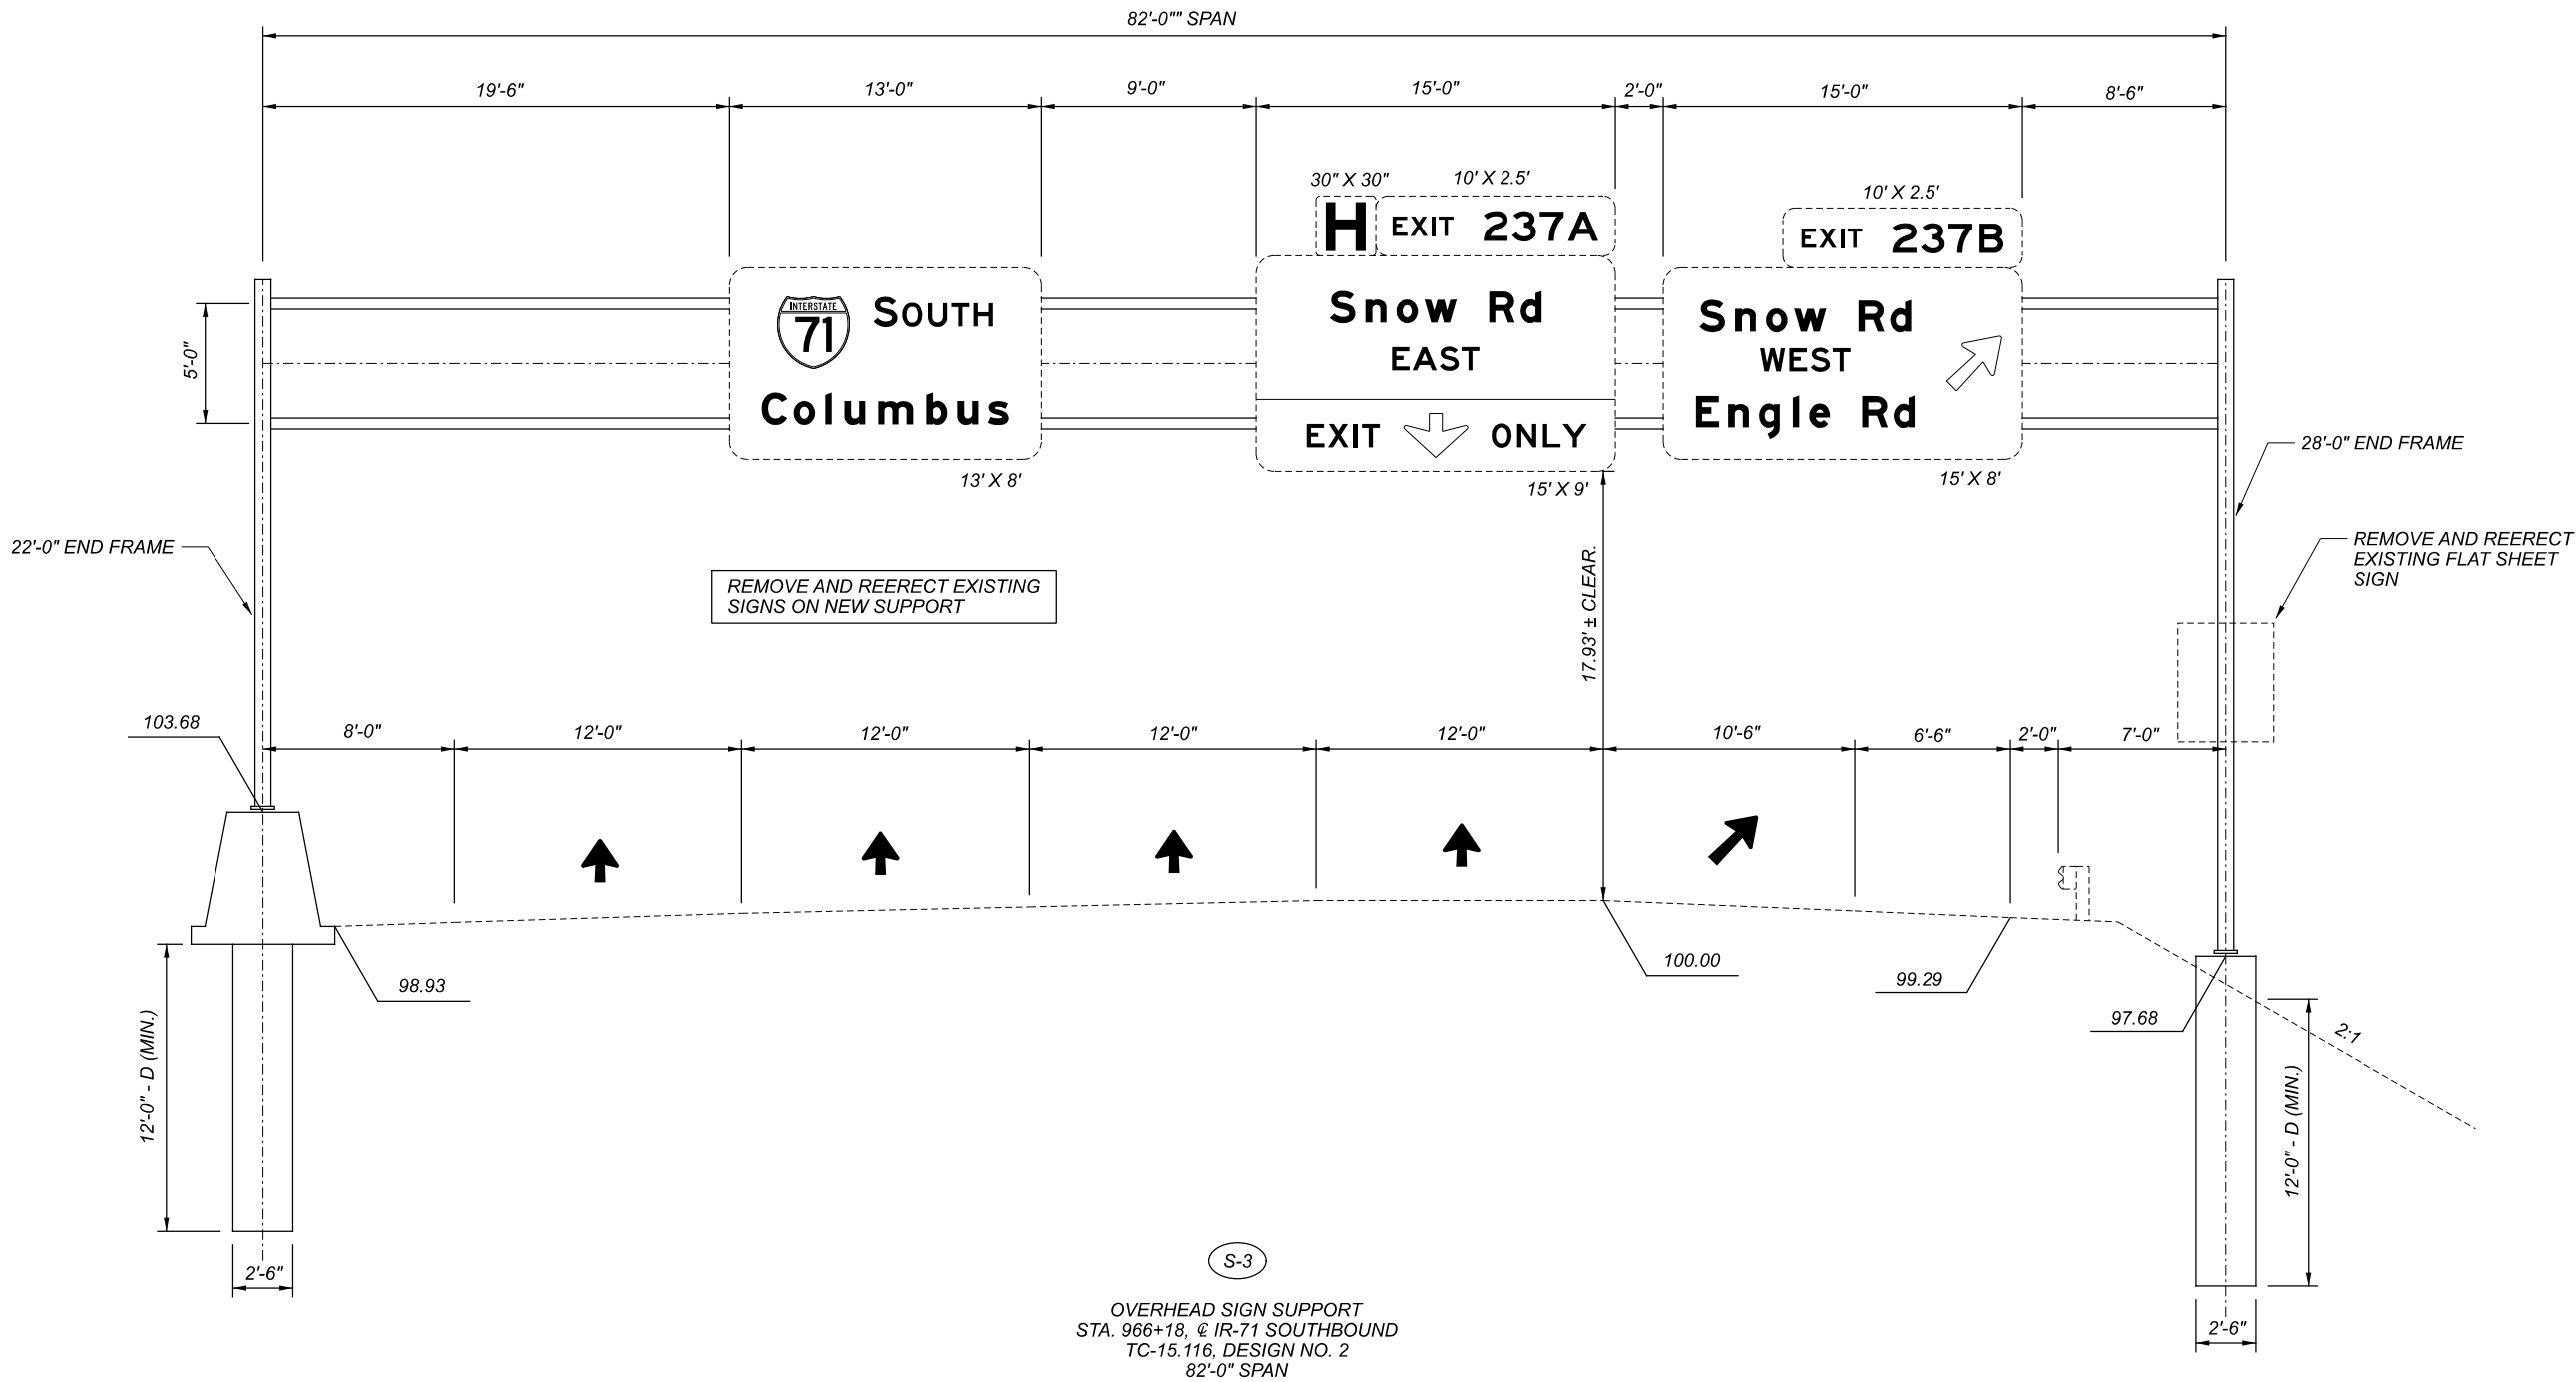 82'-0"" SPAN
19'-6"
13'-0"
9'-0"
15'-0"
2'-0"
15'-0"
8'-6"
30" X 30"
10' X 2.5'
10' X 2.5'
H
EXIT 237A
EXIT 237B
INTERSTATE
71
SOUTH
Columbus
13' X 8'
Snow Rd
EAST
EXIT ONLY
15' X 9'
Snow Rd
WEST
Engle Rd
15' X 8'
5'-0"
28'-0" END FRAME
22'-0" END FRAME
REMOVE AND REERECT
EXISTING FLAT SHEET
SIGN
REMOVE AND REERECT EXISTING
SIGNS ON NEW SUPPORT
17.93' ± CLEAR.
103.68
8'-0"
12'-0"
12'-0"
12'-0"
12'-0"
10'-6"
6'-6"
2'-0"
7'-0"
98.93
100.00
99.29
97.68
2:1
12'-0" - D (MIN.)
12'-0" - D (MIN.)
2'-6"
2'-6"
S-3
OVERHEAD SIGN SUPPORT
STA. 966+18, ℄ IR-71 SOUTHBOUND
TC-15.116, DESIGN NO. 2
82'-0" SPAN